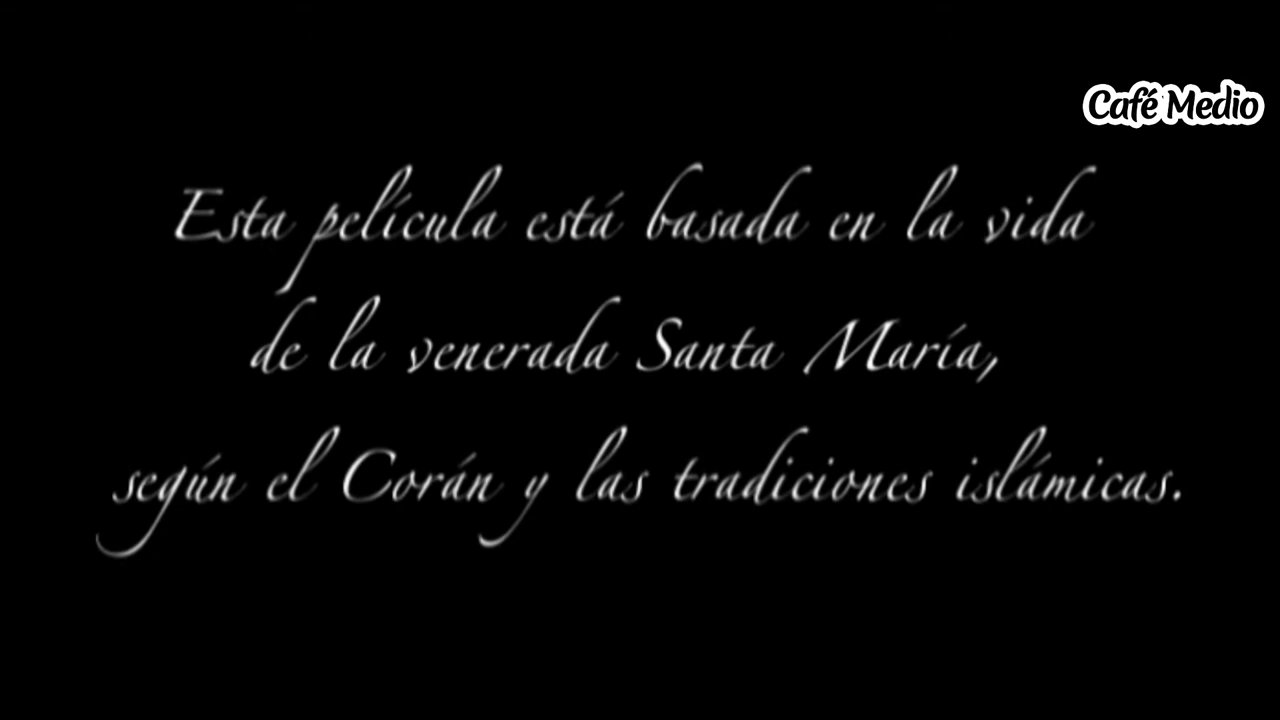 Café Medio
Esta película está basada en la vida
de la venerada Santa María,
según el Corán y las tradiciones islámicas.